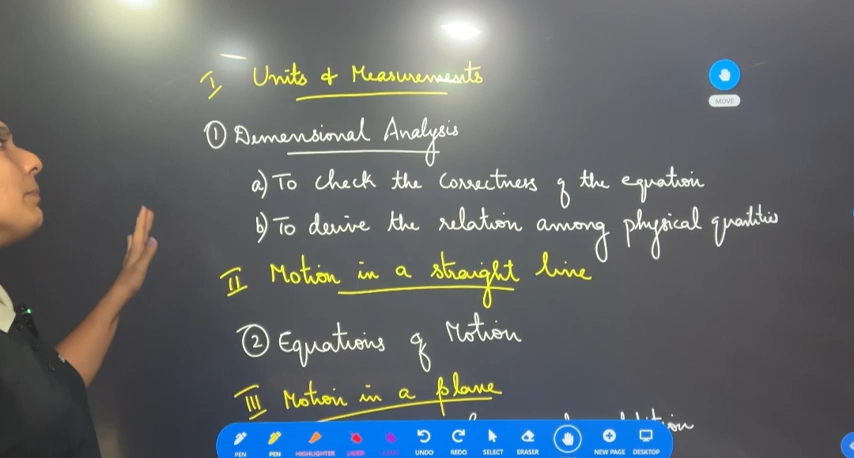 I Units & Measurements
① Dimensional Analysis
a) To check the correctness of the equation
b) To derive the relation among physical quantities
II Motion in a straight line
② Equations of Motion
III Motion in a plane
MOVE
PEN
PEN
HIGHLIGHTER
LASER
UNDO
REDO
SELECT
ERASER
NEW PAGE
DESKTOP